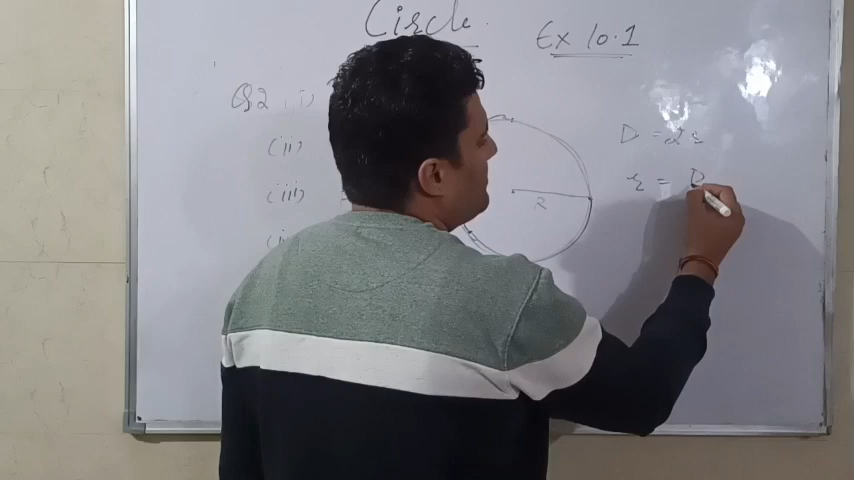 Circle.
Ex 10.1
Q2. (i)
(ii)
(iii)
R
D = 2r
r = D